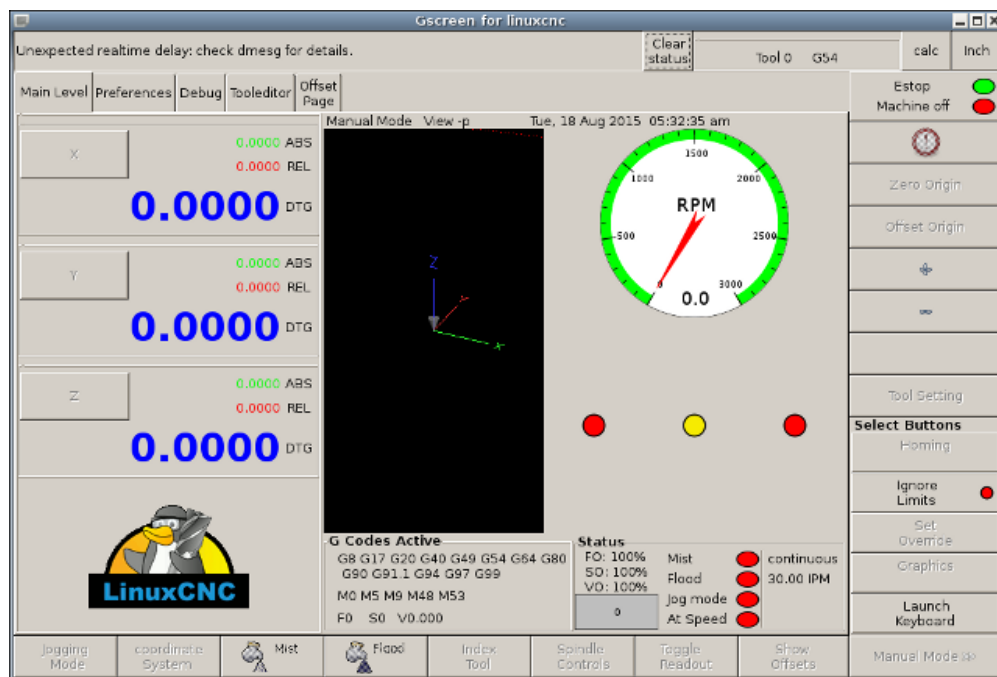 Gscreen for linuxcnc
Unexpected realtime delay: check dmesg for details.
Clear
status
Tool 0 G54
calc
Inch
Main Level
Preferences
Debug
Tooleditor
Offset
Page
Estop
Machine off
Manual Mode View -p Tue, 18 Aug 2015 05:32:35 am
X
0.0000 ABS
0.0000 REL
0.0000 DTG
Y
0.0000 ABS
0.0000 REL
0.0000 DTG
Z
0.0000 ABS
0.0000 REL
0.0000 DTG
LinuxCNC
Z
Y
X
1500
1000 2000
RPM
500 2500
0 3000
0.0
G Codes Active
G8 G17 G20 G40 G49 G54 G64 G80
G90 G91.1 G94 G97 G99
M0 M5 M9 M48 M53
F0 S0 V0.000
Status
FO: 100%
SO: 100%
VO: 100%
0
Mist
Flood
Jog mode
At Speed
continuous
30.00 IPM
Zero Origin
Offset Origin
Tool Setting
Select Buttons
Homing
Ignore
Limits
Set
Override
Graphics
Launch
Keyboard
Jogging
Mode
coordinate
System
Mist
Flood
Index
Tool
Spindle
Controls
Toggle
Readout
Show
Offsets
Manual Mode